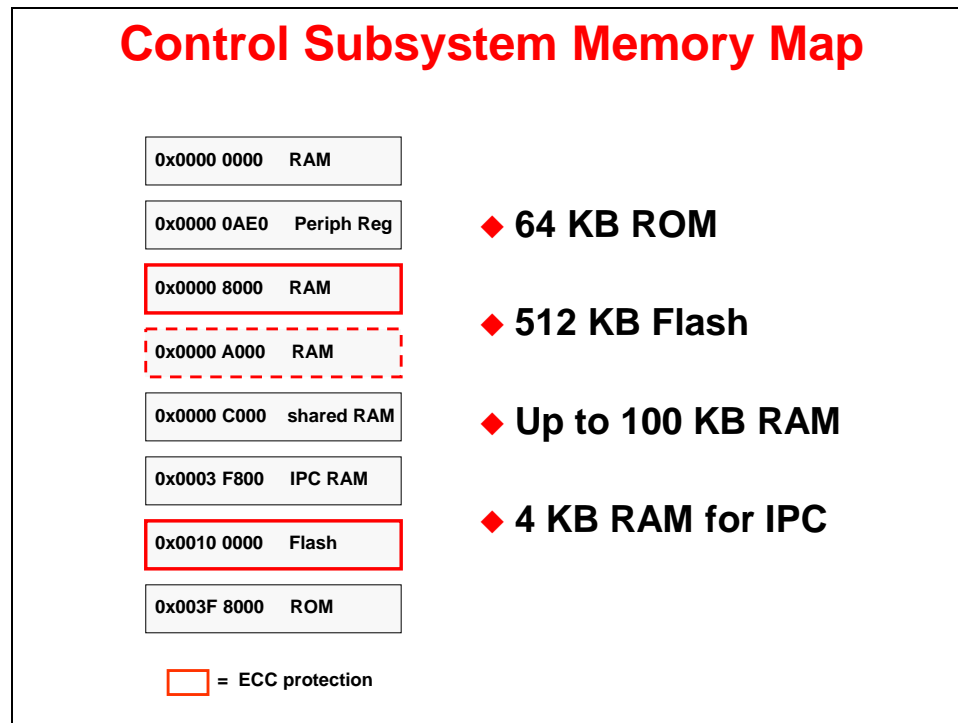 Control Subsystem Memory Map
0x0000 0000 RAM
0x0000 0AE0 Periph Reg
0x0000 8000 RAM
0x0000 A000 RAM
0x0000 C000 shared RAM
0x0003 F800 IPC RAM
0x0010 0000 Flash
0x003F 8000 ROM
= ECC protection
64 KB ROM
512 KB Flash
Up to 100 KB RAM
4 KB RAM for IPC